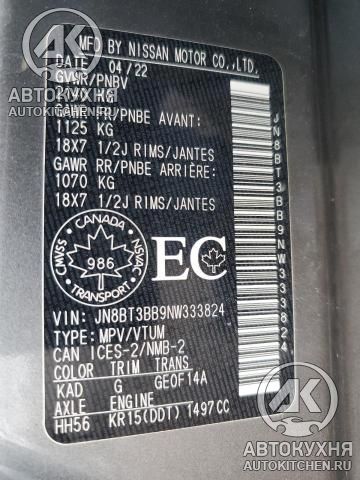 MFD. BY NISSAN MOTOR CO.,LTD.
DATE 04/22
GVWR/PNBV
KG
GAWR FR/PNBE AVANT:
1125 KG
18X7 1/2J RIMS/JANTES
GAWR RR/PNBE ARRIÈRE:
1070 KG
18X7 1/2J RIMS/JANTES
CANADA
CMVSS
NSVAC
986
TRANSPORT
EC
VIN: JN8BT3BB9NW333824
TYPE: MPV/VTUM
CAN ICES-2/NMB-2
COLOR TRIM TRANS
KAD G GE0F14A
AXLE ENGINE
HH56 KR15(DDT) 1497CC
JN8BT3BB9NW333824
АВТОКУХНЯ
AUTOKITCHEN.RU
АВТОКУХНЯ
AUTOKITCHEN.RU